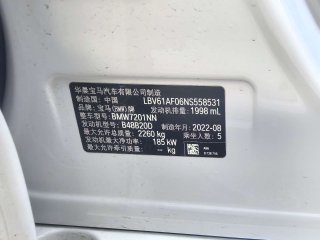 华晨宝马汽车有限公司制造
制造国: 中国 LBV61AF06NS558531
品牌: 宝马(BMW)牌 发动机排量: 1998 mL
整车型号: BMW7201NN
发动机型号: B48B20D 制造年月: 2022-08
最大允许总质量: 2260 kg 乘坐人数: 5
发动机最大净功率: 185 kW
-- kg